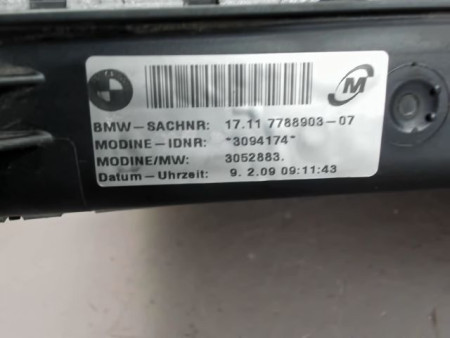 BMW-SACHNR: 17.11 7788903-07
MODINE-IDNR: *3094174*
MODINE/MW: 3052883.
Datum-Uhrzeit: 9. 2.09 09:11:43